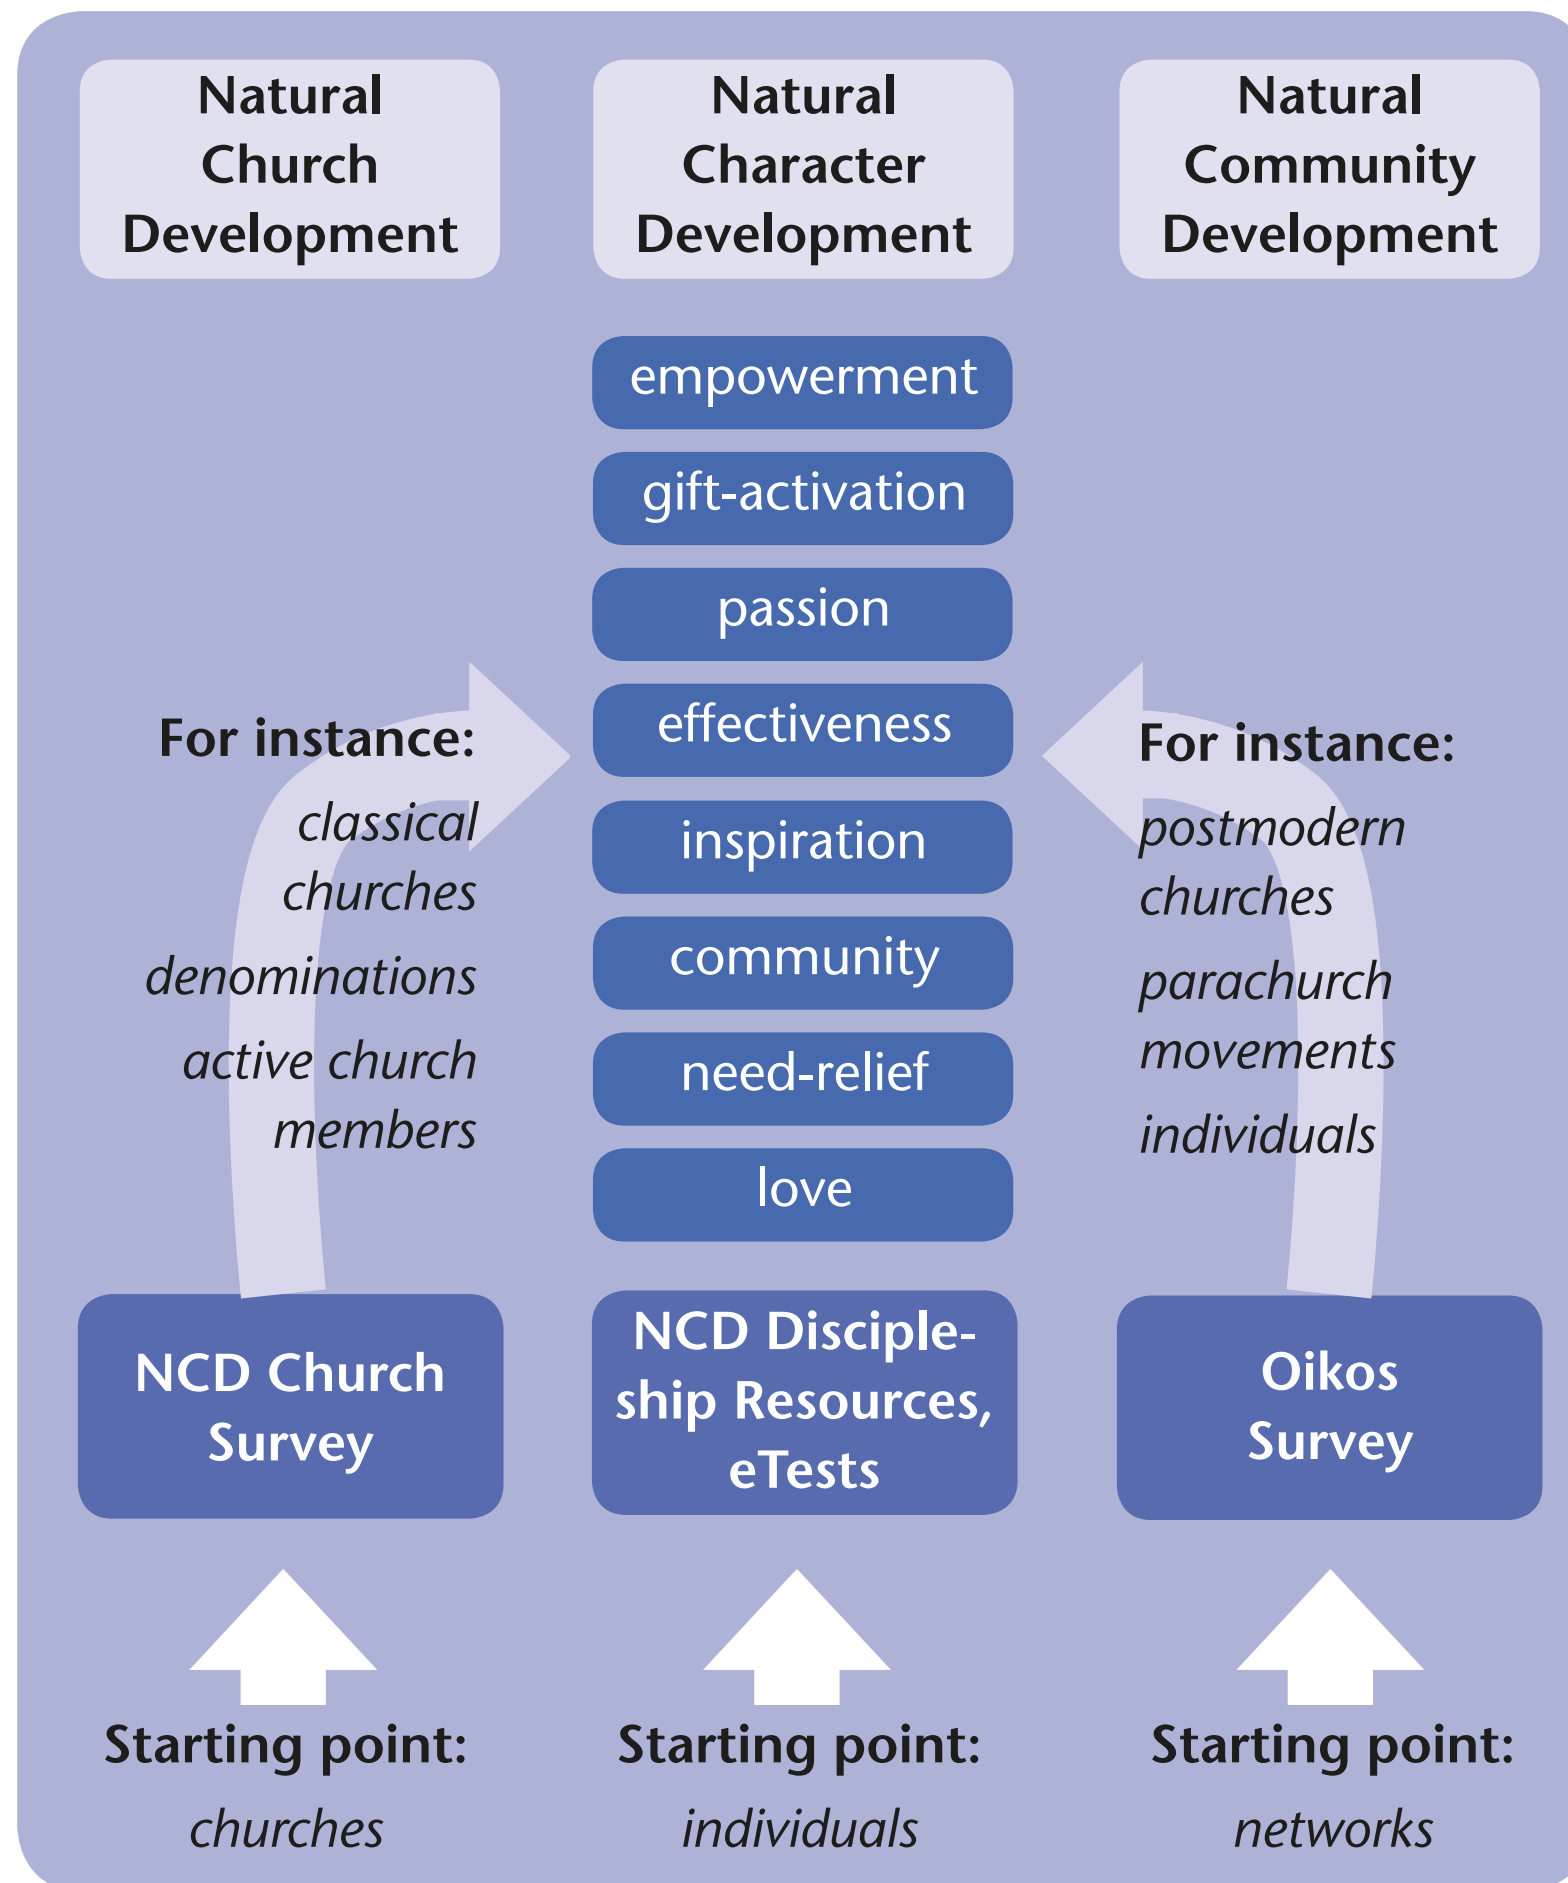 Natural
Church
Development
Natural
Character
Development
Natural
Community
Development
empowerment
gift-activation
passion
effectiveness
inspiration
community
need-relief
love
For instance:
classical
churches
denominations
active church
members
For instance:
postmodern
churches
parachurch
movements
individuals
NCD Church
Survey
NCD Disciple-
ship Resources,
eTests
Oikos
Survey
Starting point:
churches
Starting point:
individuals
Starting point:
networks